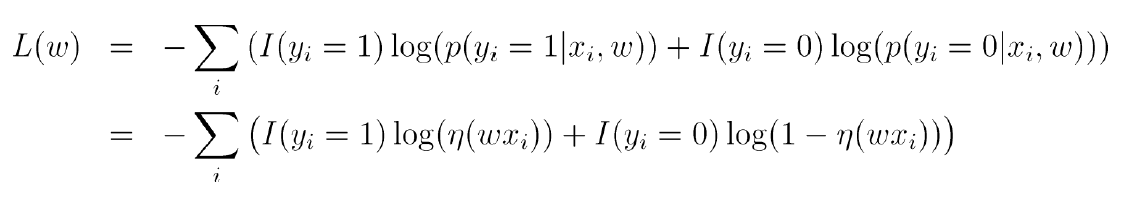 L(w) = − ∑_i (I(y_i = 1) log(p(y_i = 1|x_i, w)) + I(y_i = 0) log(p(y_i = 0|x_i, w)))
= − ∑_i (I(y_i = 1) log(η(wx_i)) + I(y_i = 0) log(1 − η(wx_i)))